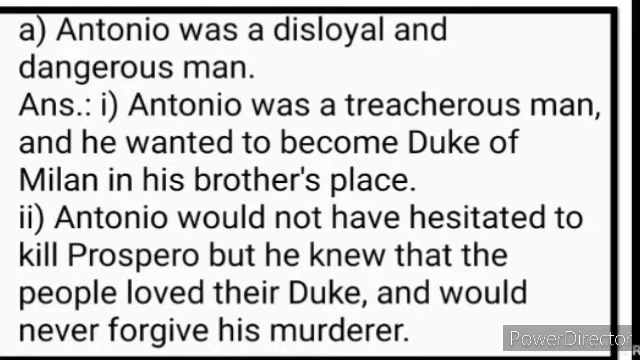 a) Antonio was a disloyal and
dangerous man.
Ans.: i) Antonio was a treacherous man,
and he wanted to become Duke of
Milan in his brother's place.
ii) Antonio would not have hesitated to
kill Prospero but he knew that the
people loved their Duke, and would
never forgive his murderer.
PowerDirector